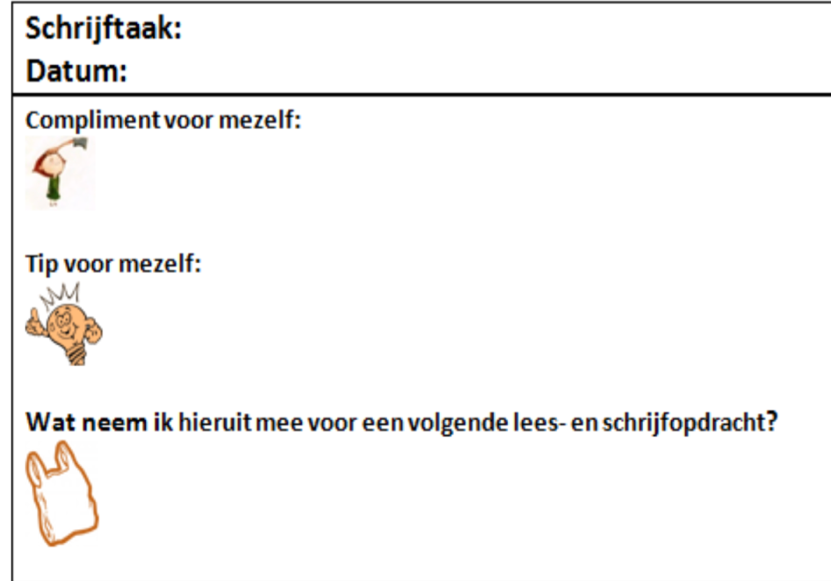 Schrijftaak:
Datum:
Compliment voor mezelf:
Tip voor mezelf:
Wat neem ik hieruit mee voor een volgende lees- en schrijfopdracht?